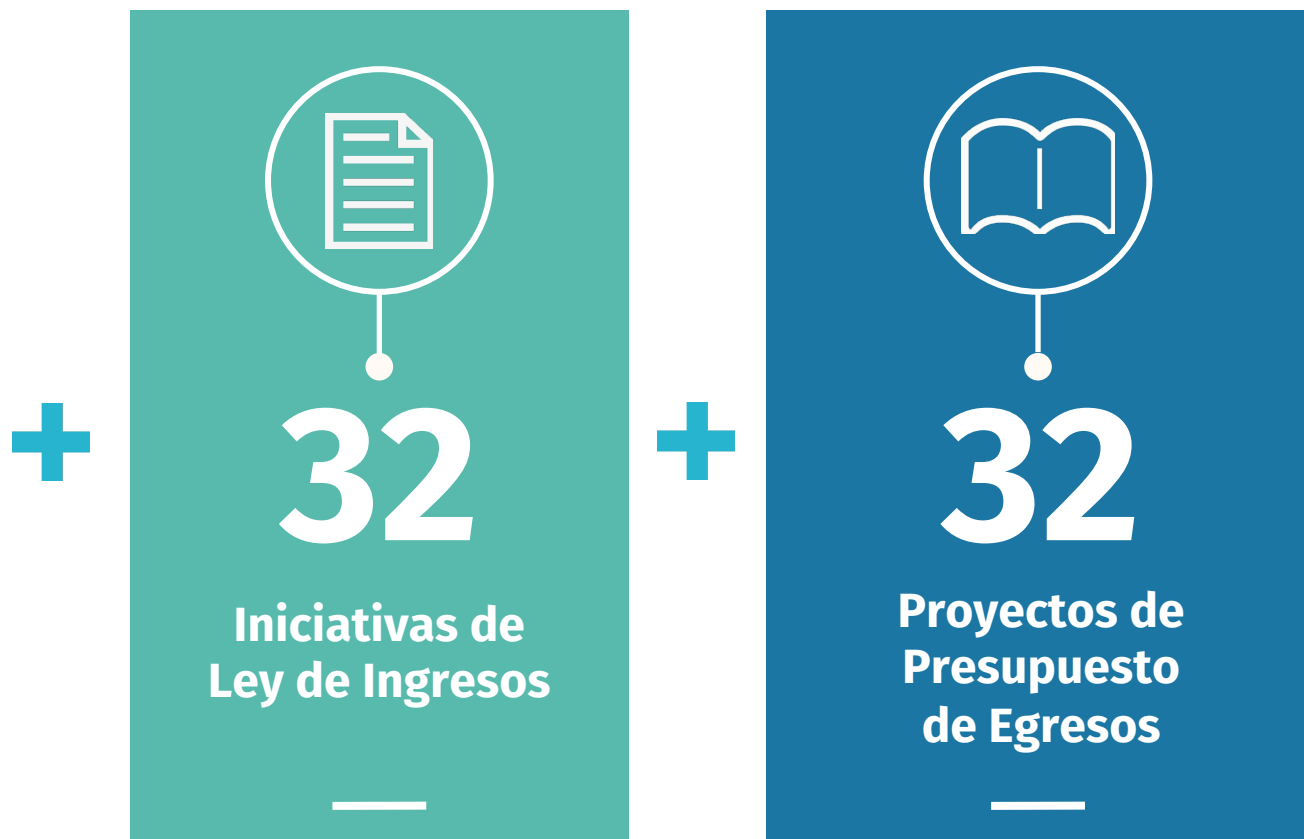 +
32
Iniciativas de
Ley de Ingresos
+
32
Proyectos de
Presupuesto
de Egresos